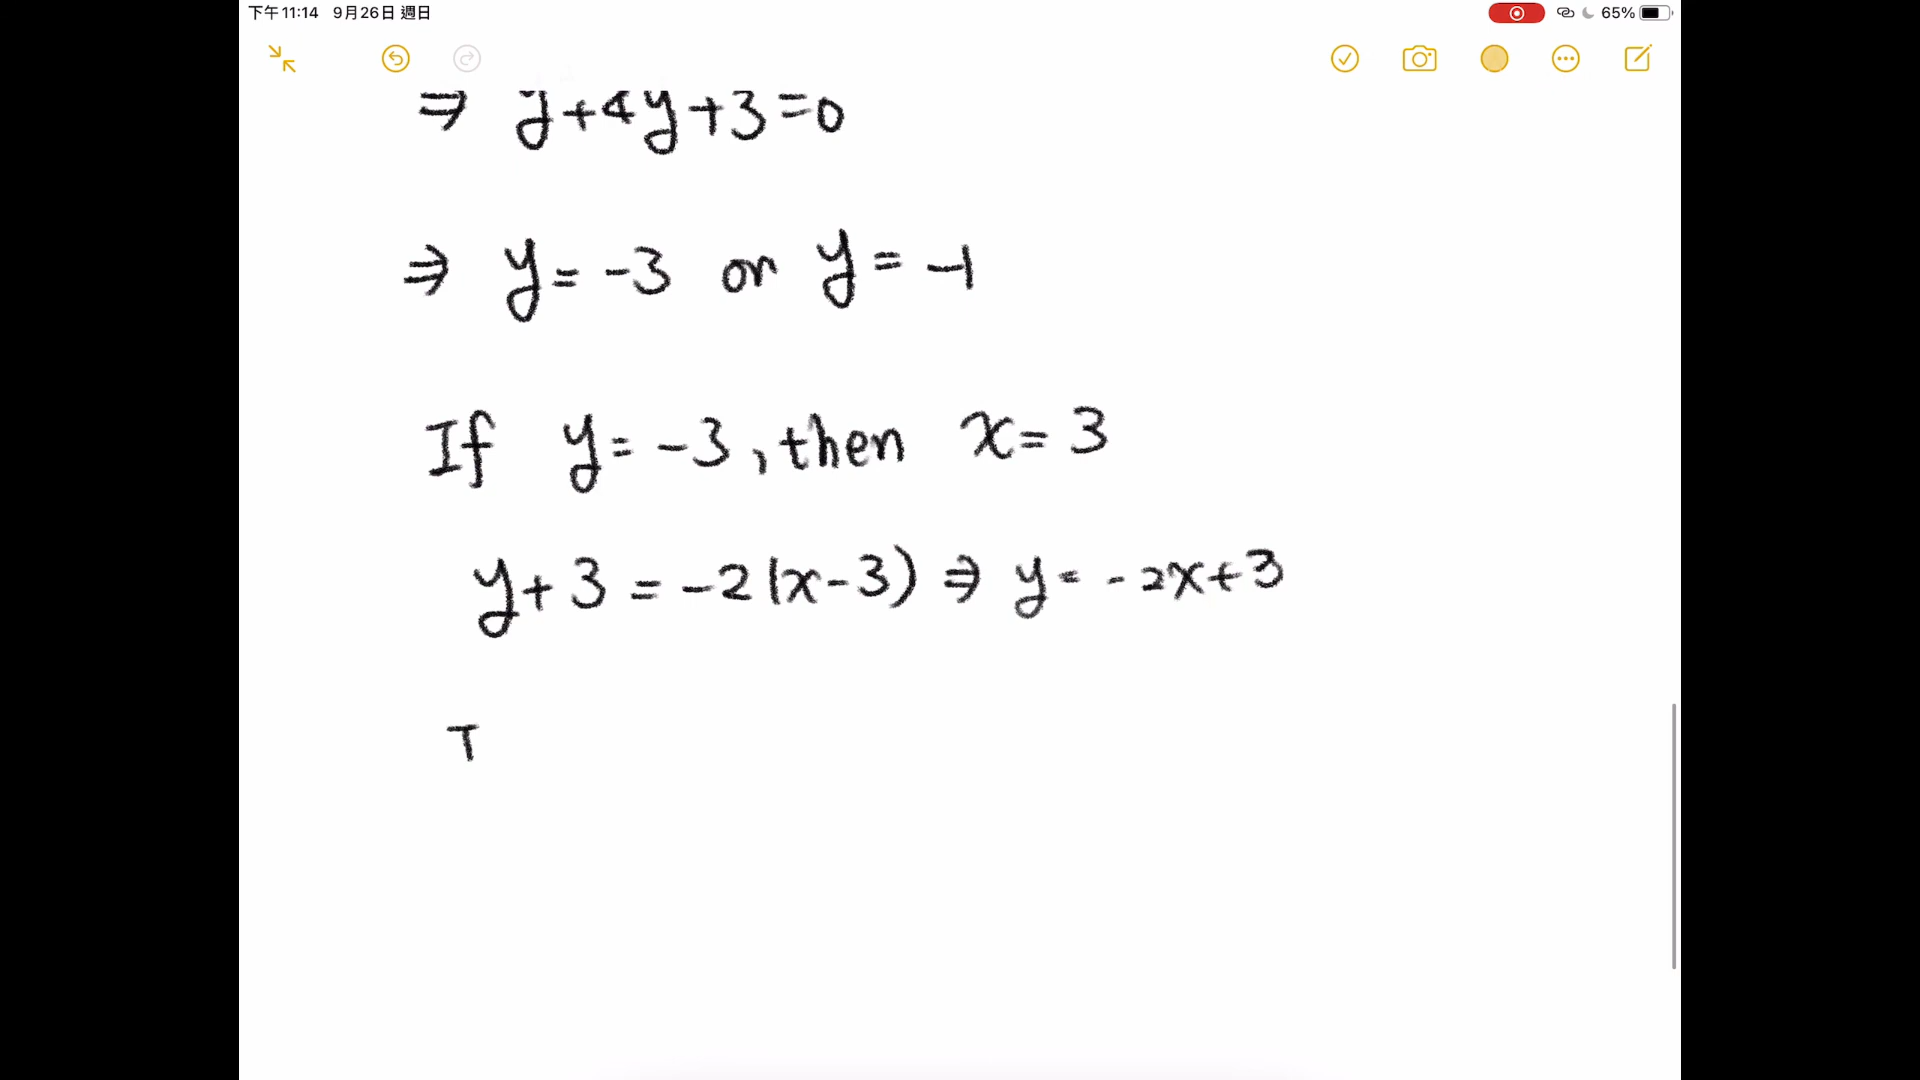 下午11:14 9月26日 週日 65%
⇒ y+4y+3=0
⇒ y= -3 or y= -1
If y= -3, then x= 3
y+3 = -2(x-3) ⇒ y= -2x+3
I